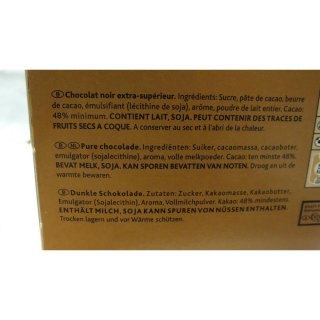 Ⓑ Chocolat noir extra-supérieur. Ingrédients: Sucre, pâte de cacao, beurre
de cacao, émulsifiant (lécithine de soja), arôme, poudre de lait entier. Cacao:
48% minimum. CONTIENT LAIT, SOJA. PEUT CONTENIR DES TRACES DE
FRUITS SECS A COQUE. A conserver au sec et à l'abri de la chaleur.
Ⓑ NL Pure chocolade. Ingrediënten: Suiker, cacaomassa, cacaoboter,
emulgator (sojalecithine), aroma, volle melkpoeder. Cacao: ten minste 48%.
BEVAT MELK, SOJA. KAN SPOREN BEVATTEN VAN NOTEN. Droog en uit de
warmte bewaren.
Dunkle Schokolade. Zutaten: Zucker, Kakaomasse, Kakaobutter,
Emulgator (Sojalecithin), Aroma, Vollmilchpulver. Kakao: 48% mindestens.
ENTHÄLT MILCH, SOJA KANN SPUREN VON NÜSSEN ENTHALTEN.
Trocken lagern und vor Wärme schützen.